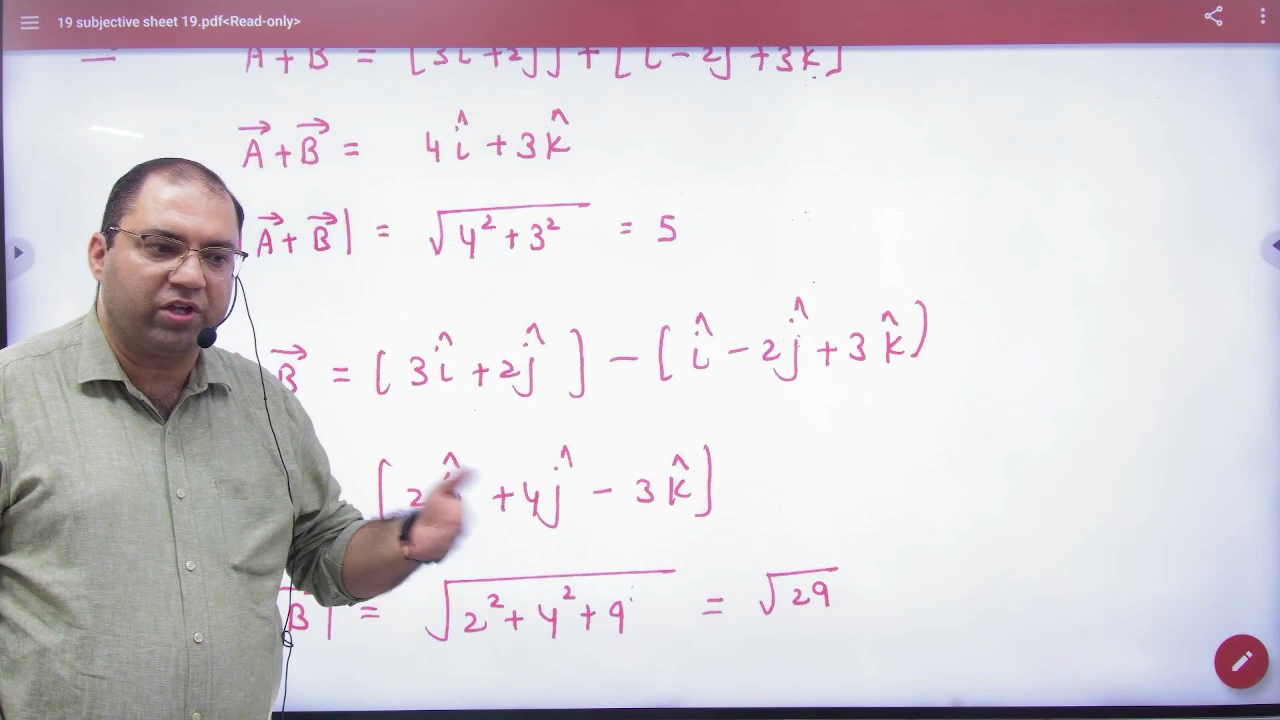 19 subjective sheet 19.pdf<Read-only>
A + B = [3i + 2j] + [i - 2j + 3k]
A⃗ + B⃗ = 4î + 3k̂
A⃗ + B⃗| = √(4² + 3²) = 5
B⃗ = [3î + 2ĵ] - [î - 2ĵ + 3k̂)
[2î + 4ĵ - 3k̂]
B| = √(2² + 4² + 9) = √29